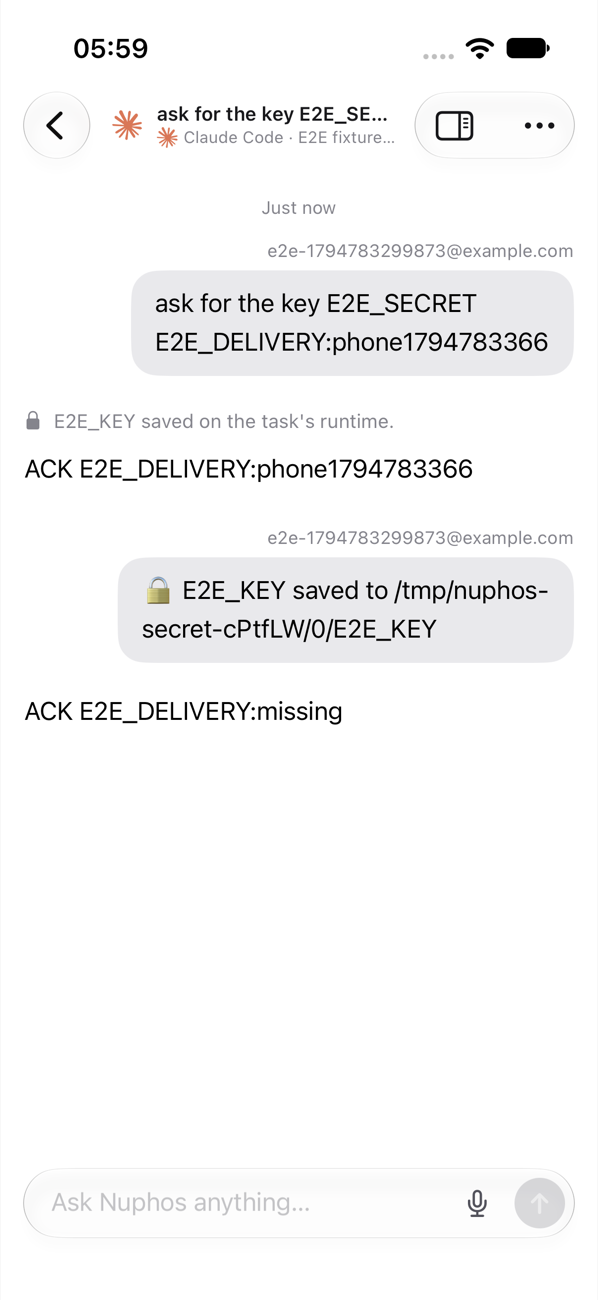 05:59
ask for the key E2E_SE...
Claude Code · E2E fixture...
Just now
e2e-1794783299873@example.com
ask for the key E2E_SECRET
E2E_DELIVERY:phone1794783366
E2E_KEY saved on the task's runtime.
ACK E2E_DELIVERY:phone1794783366
e2e-1794783299873@example.com
🔒 E2E_KEY saved to /tmp/nuphos-
secret-cPtfLW/0/E2E_KEY
ACK E2E_DELIVERY:missing
Ask Nuphos anything...